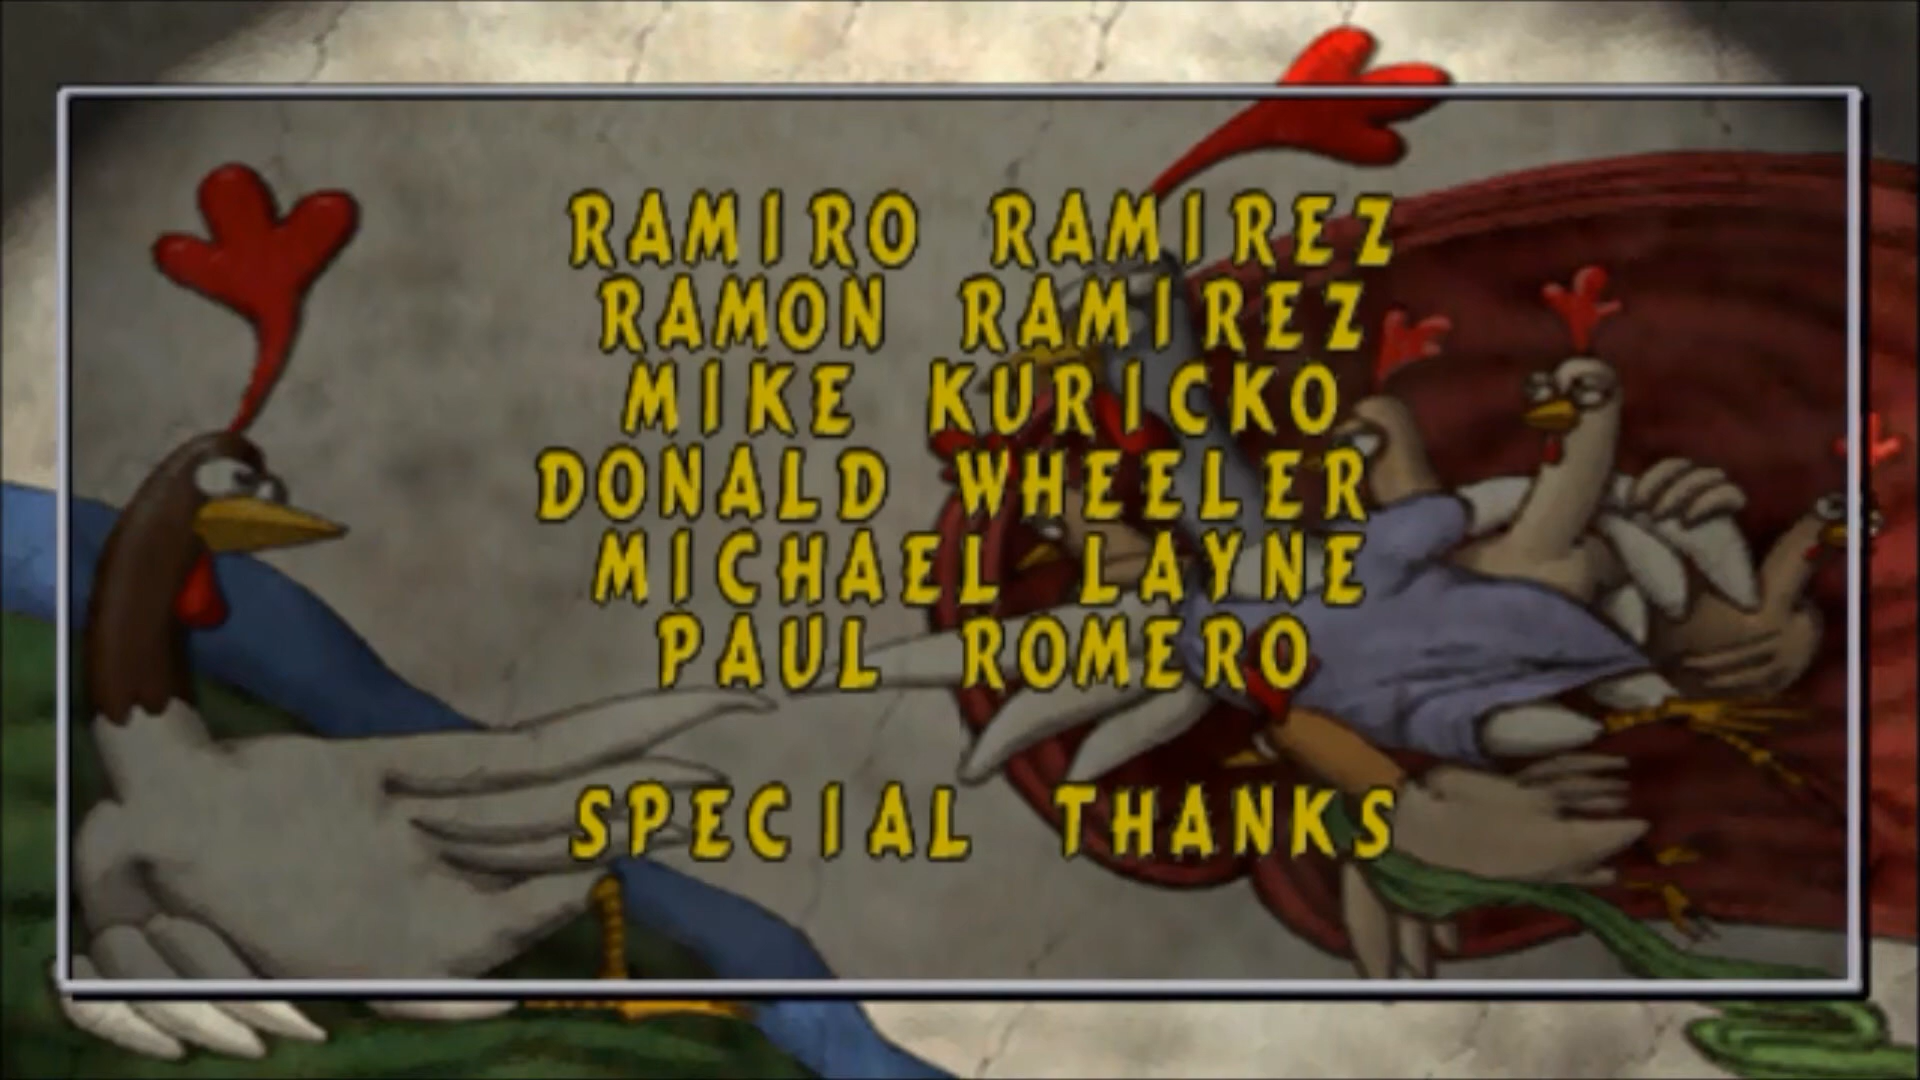 RAMIRO RAMIREZ
RAMON RAMIREZ
MIKE KURICKO
DONALD WHEELER
MICHAEL LAYNE
PAUL ROMERO
SPECIAL THANKS